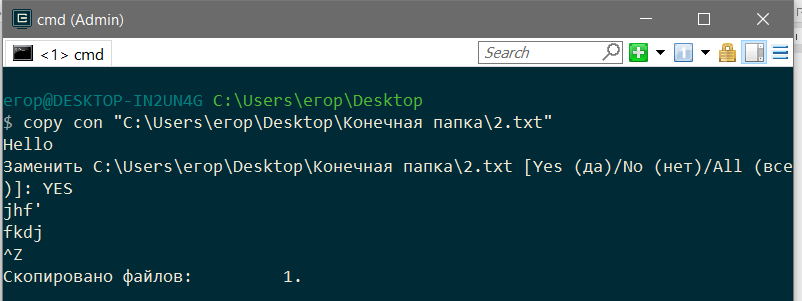 cmd (Admin)
<1> cmd
Search
1
егор@DESKTOP-IN2UN4G C:\Users\егор\Desktop
$ copy con "C:\Users\егор\Desktop\Конечная папка\2.txt"
Hello
Заменить C:\Users\егор\Desktop\Конечная папка\2.txt [Yes (да)/No (нет)/All (все
)]: YES
jhf'
fkdj
^Z
Скопировано файлов:         1.